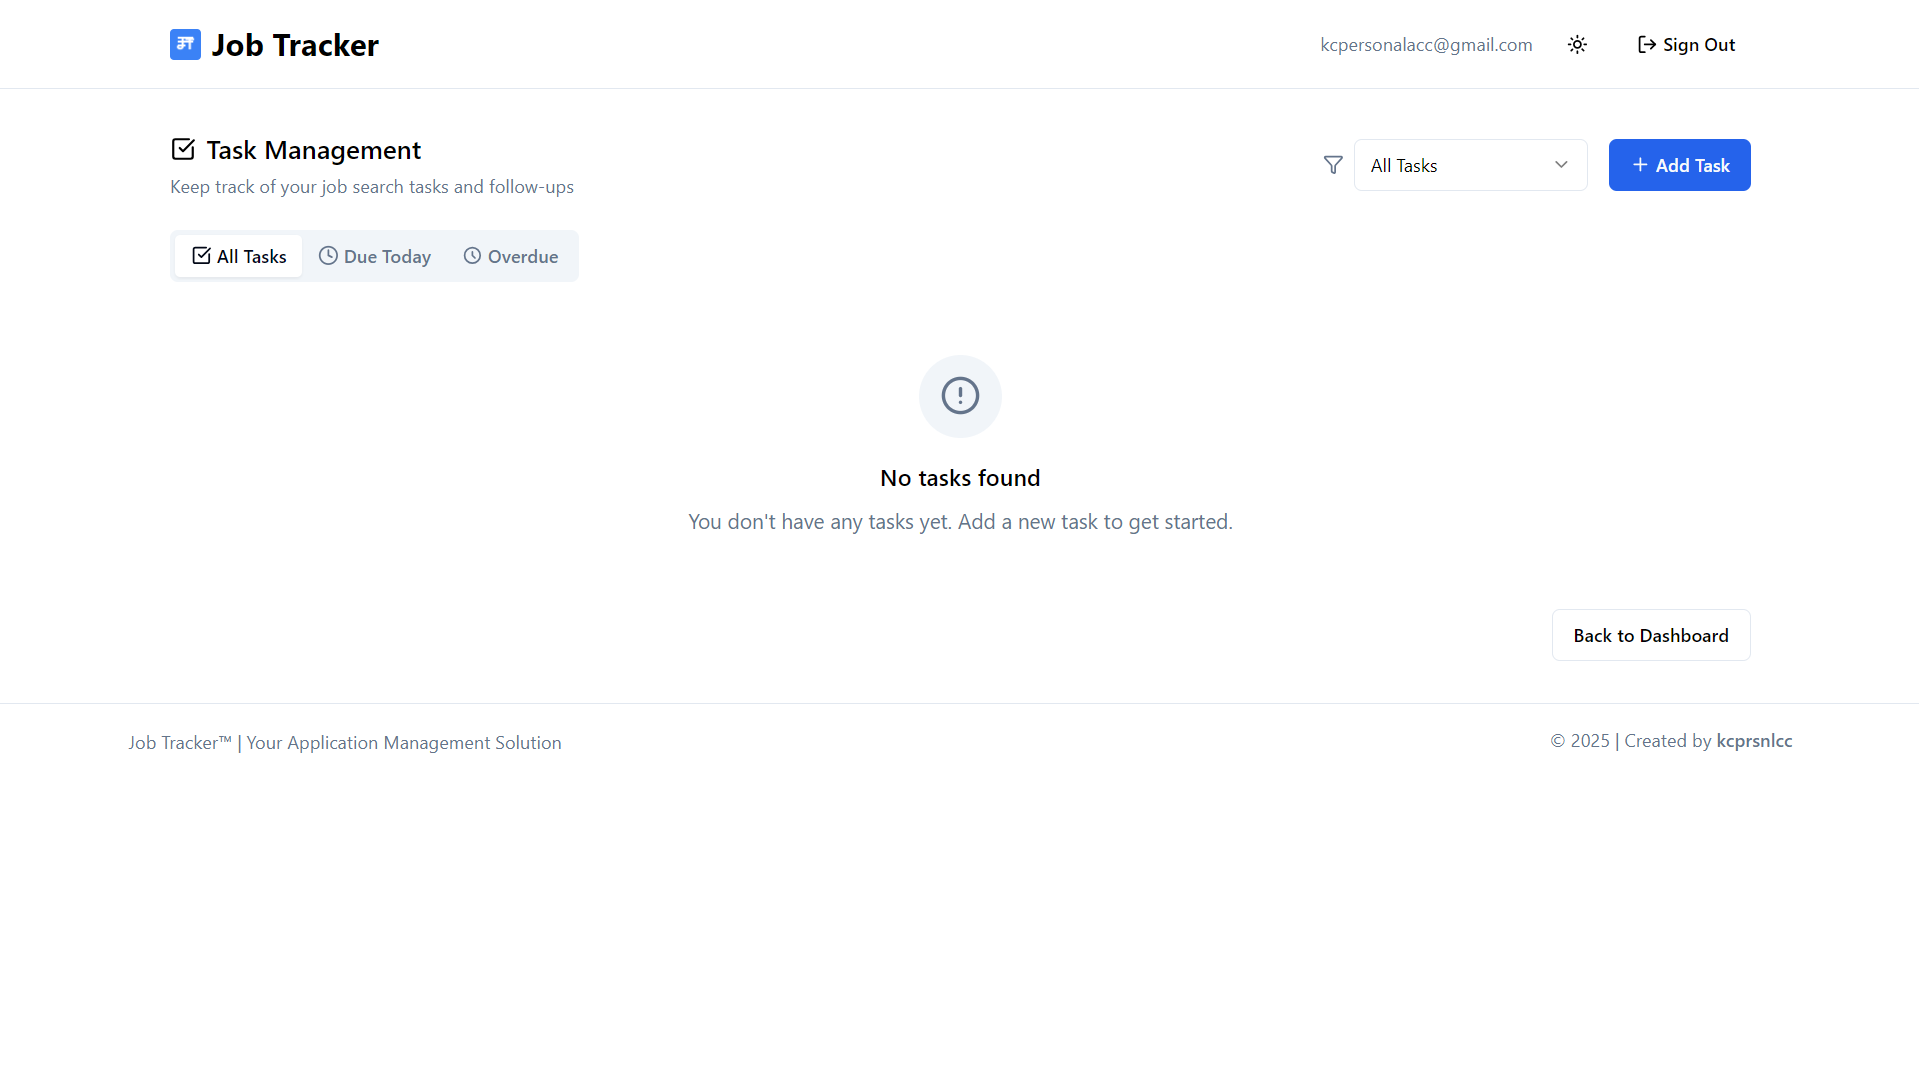 Job Tracker
kcpersonalacc@gmail.com
Sign Out
Task Management
Keep track of your job search tasks and follow-ups
All Tasks
Add Task
All Tasks
Due Today
Overdue
No tasks found
You don't have any tasks yet. Add a new task to get started.
Back to Dashboard
Job Tracker™ | Your Application Management Solution
© 2025 | Created by kcprsnlcc